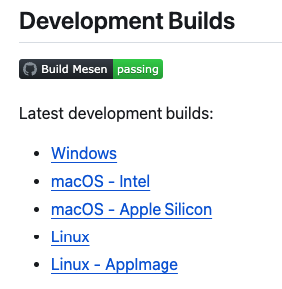 Development Builds
Build Mesen passing
Latest development builds:
Windows
macOS - Intel
macOS - Apple Silicon
Linux
Linux - AppImage